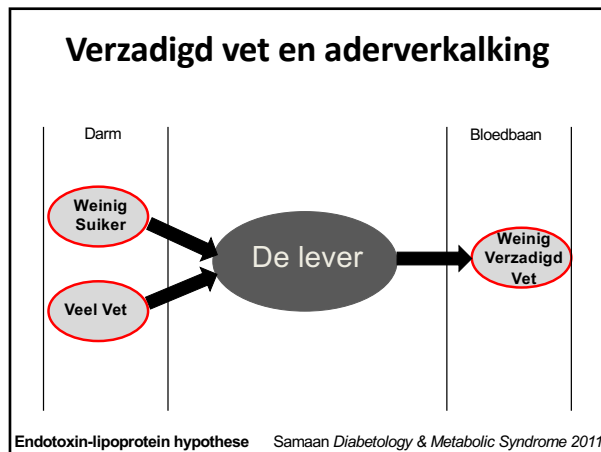 Verzadigd vet en aderverkalking
Darm
Bloedbaan
Weinig
Suiker
Veel Vet
De lever
Weinig
Verzadigd
Vet
Endotoxin-lipoprotein hypothese Samaan Diabetology & Metabolic Syndrome 2011